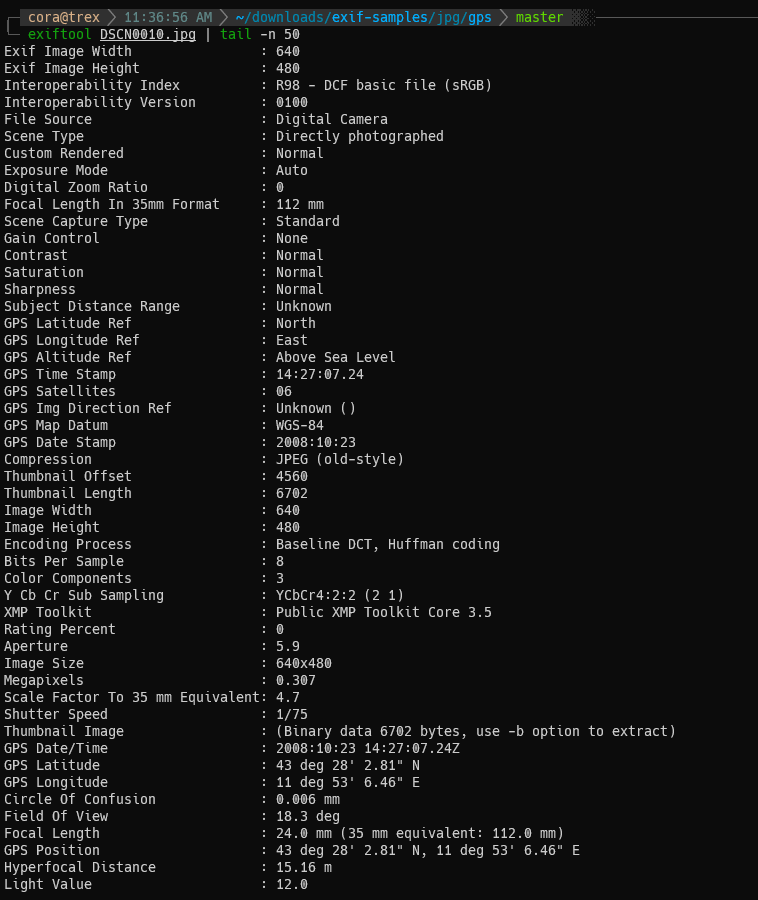 cora@trex 11:36:56 AM ~/downloads/exif-samples/jpg/gps master
exiftool DSCN0010.jpg | tail -n 50
Exif Image Width : 640
Exif Image Height : 480
Interoperability Index : R98 - DCF basic file (sRGB)
Interoperability Version : 0100
File Source : Digital Camera
Scene Type : Directly photographed
Custom Rendered : Normal
Exposure Mode : Auto
Digital Zoom Ratio : 0
Focal Length In 35mm Format : 112 mm
Scene Capture Type : Standard
Gain Control : None
Contrast : Normal
Saturation : Normal
Sharpness : Normal
Subject Distance Range : Unknown
GPS Latitude Ref : North
GPS Longitude Ref : East
GPS Altitude Ref : Above Sea Level
GPS Time Stamp : 14:27:07.24
GPS Satellites : 06
GPS Img Direction Ref : Unknown ()
GPS Map Datum : WGS-84
GPS Date Stamp : 2008:10:23
Compression : JPEG (old-style)
Thumbnail Offset : 4560
Thumbnail Length : 6702
Image Width : 640
Image Height : 480
Encoding Process : Baseline DCT, Huffman coding
Bits Per Sample : 8
Color Components : 3
Y Cb Cr Sub Sampling : YCbCr4:2:2 (2 1)
XMP Toolkit : Public XMP Toolkit Core 3.5
Rating Percent : 0
Aperture : 5.9
Image Size : 640x480
Megapixels : 0.307
Scale Factor To 35 mm Equivalent: 4.7
Shutter Speed : 1/75
Thumbnail Image : (Binary data 6702 bytes, use -b option to extract)
GPS Date/Time : 2008:10:23 14:27:07.24Z
GPS Latitude : 43 deg 28' 2.81" N
GPS Longitude : 11 deg 53' 6.46" E
Circle Of Confusion : 0.006 mm
Field Of View : 18.3 deg
Focal Length : 24.0 mm (35 mm equivalent: 112.0 mm)
GPS Position : 43 deg 28' 2.81" N, 11 deg 53' 6.46" E
Hyperfocal Distance : 15.16 m
Light Value : 12.0